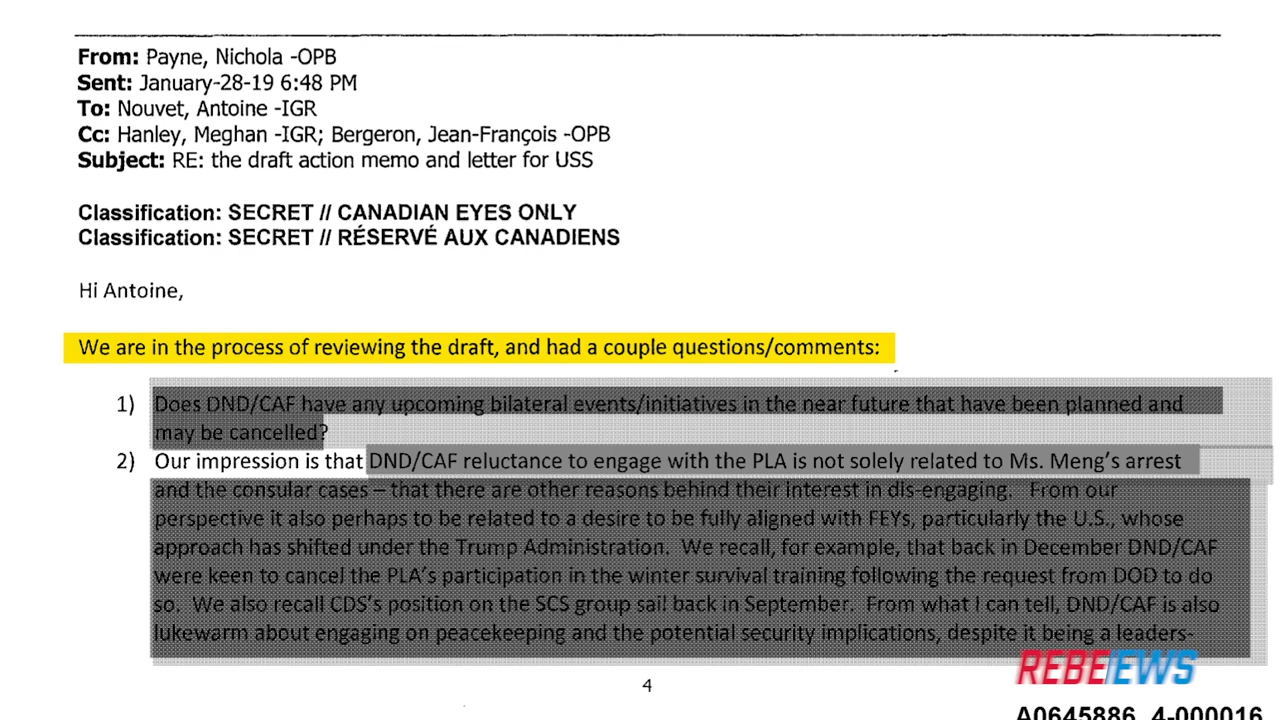 From: Payne, Nichola -OPB
Sent: January-28-19 6:48 PM
To: Nouvet, Antoine -IGR
Cc: Hanley, Meghan -IGR; Bergeron, Jean-François -OPB
Subject: RE: the draft action memo and letter for USS
Classification: SECRET // CANADIAN EYES ONLY
Classification: SECRET // RÉSERVÉ AUX CANADIENS
Hi Antoine,
We are in the process of reviewing the draft, and had a couple questions/comments:
1) Does DND/CAF have any upcoming bilateral events/initiatives in the near future that have been planned and
may be cancelled?
2) Our impression is that DND/CAF reluctance to engage with the PLA is not solely related to Ms. Meng's arrest
and the consular cases – that there are other reasons behind their interest in dis-engaging. From our
perspective it also perhaps to be related to a desire to be fully aligned with FEYs, particularly the U.S., whose
approach has shifted under the Trump Administration. We recall, for example, that back in December DND/CAF
were keen to cancel the PLA's participation in the winter survival training following the request from DOD to do
so. We also recall CDS's position on the SCS group sail back in September. From what I can tell, DND/CAF is also
lukewarm about engaging on peacekeeping and the potential security implications, despite it being a leaders-
REBE/EWS
4
A0645886_4-000016